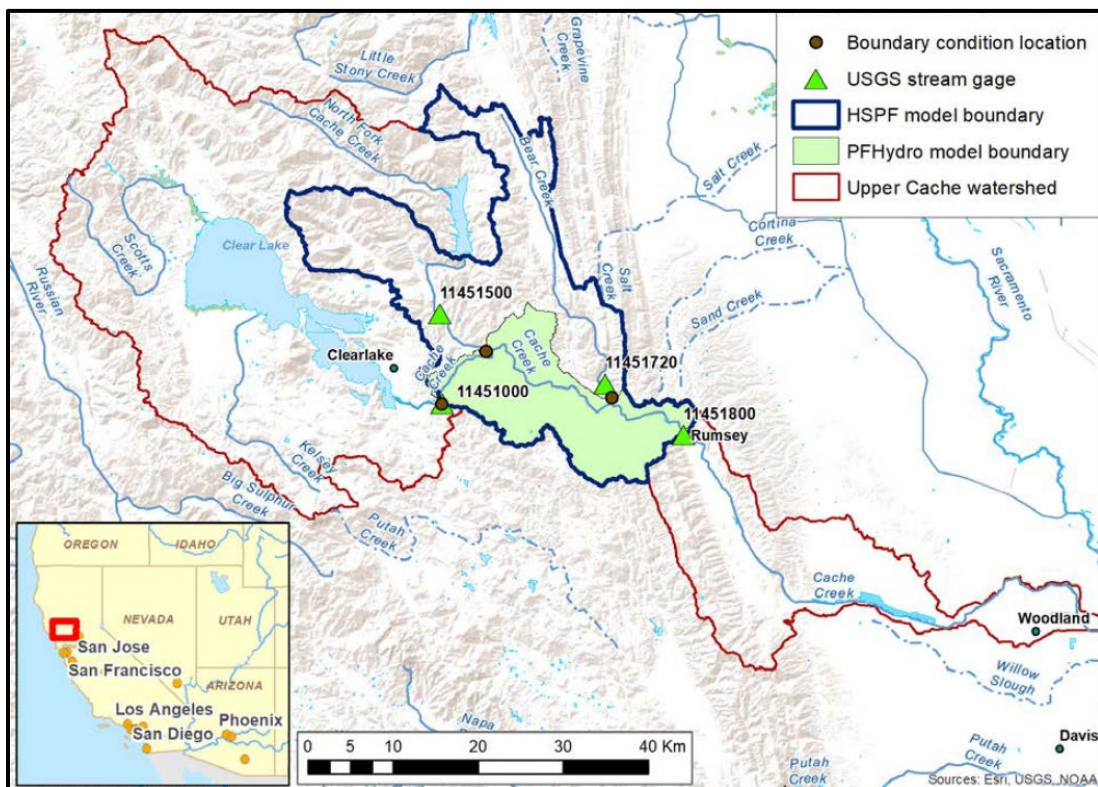 Boundary condition location
USGS stream gage
HSPF model boundary
PFHydro model boundary
Upper Cache watershed
Grapevine
Creek
Little
Stony Creek
North Fork
Cache Creek
Bear Creek
Salt Creek
Cortina
Creek
Scotts
Creek
Clear Lake
Russian
River
Salt
Creek
Sand Creek
Sacramento
River
11451500
Clearlake
Cache
Creek
Cache
Creek
11451720
11451000
11451800
Rumsey
Kelsey
Creek
Big Sulphur
Creek
Putah
Creek
Cache
Creek
Woodland
Willow
Slough
Davis
Putah
Creek
Napa
OREGON
IDAHO
NEVADA
UTAH
San Jose
San Francisco
ARIZONA
Los Angeles
Phoenix
San Diego
0 5 10 20 30 40 Km
Sources: Esri, USGS, NOAA